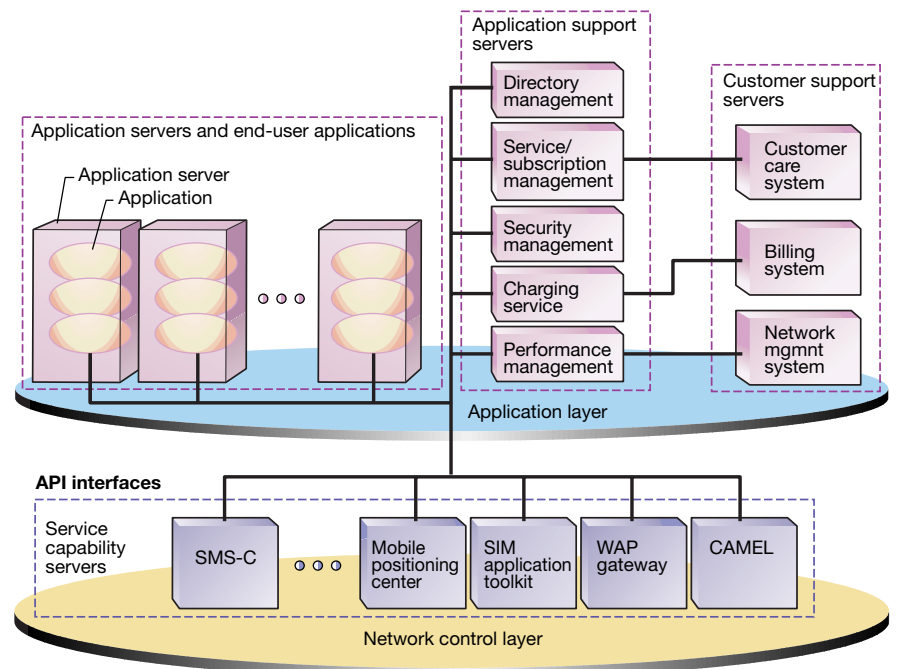 Application support
servers
Directory
management
Service/
subscription
management
Security
management
Charging
service
Performance
management
Customer support
servers
Customer
care
system
Billing
system
Network
mgmnt
system
Application servers and end-user applications
Application server
Application
Application layer
API interfaces
Service
capability
servers
SMS-C
Mobile
positioning
center
SIM
application
toolkit
WAP
gateway
CAMEL
Network control layer